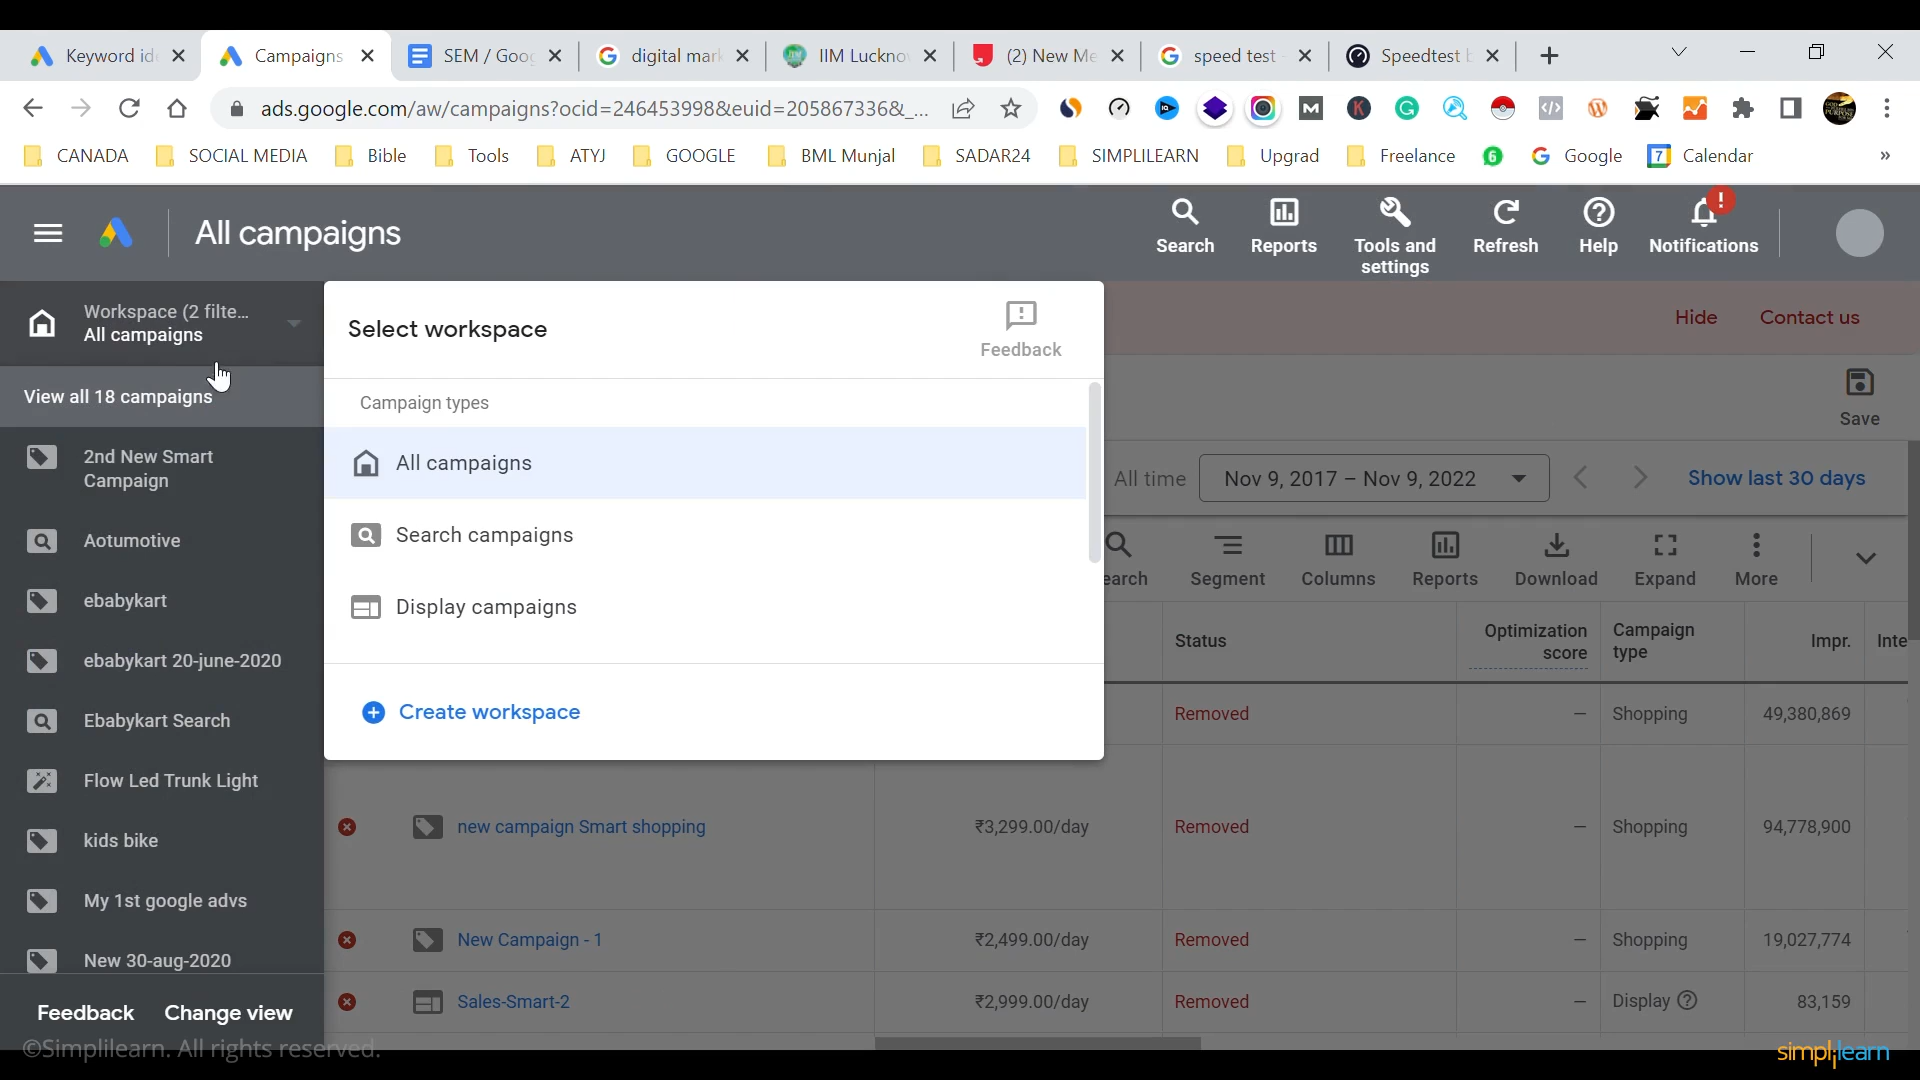 Keyword ide
Campaigns
SEM / Goog
digital mark
IIM Lucknow
(2) New Me
speed test -
Speedtest b
ads.google.com/aw/campaigns?ocid=246453998&euid=205867336&_...
CANADA
SOCIAL MEDIA
Bible
Tools
ATYJ
GOOGLE
BML Munjal
SADAR24
SIMPLILEARN
Upgrad
Freelance
Google
7
Calendar
»
All campaigns
Search
Reports
Tools and
settings
Refresh
Help
Notifications
Workspace (2 filte...
All campaigns
Select workspace
Feedback
Hide
Contact us
View all 18 campaigns
Campaign types
Save
2nd New Smart
Campaign
All campaigns
All time
Nov 9, 2017 – Nov 9, 2022
Show last 30 days
Aotumotive
Search campaigns
earch
Segment
Columns
Reports
Download
Expand
More
ebabykart
Display campaigns
Status
Optimization
score
Campaign
type
Impr.
Inte
ebabykart 20-june-2020
Ebabykart Search
Create workspace
Removed
–
Shopping
49,380,869
Flow Led Trunk Light
kids bike
new campaign Smart shopping
₹3,299.00/day
Removed
–
Shopping
94,778,900
My 1st google advs
New 30-aug-2020
New Campaign - 1
₹2,499.00/day
Removed
–
Shopping
19,027,774
Feedback
Change view
Sales-Smart-2
₹2,999.00/day
Removed
–
Display
83,159
©Simplilearn. All rights reserved.
simplilearn